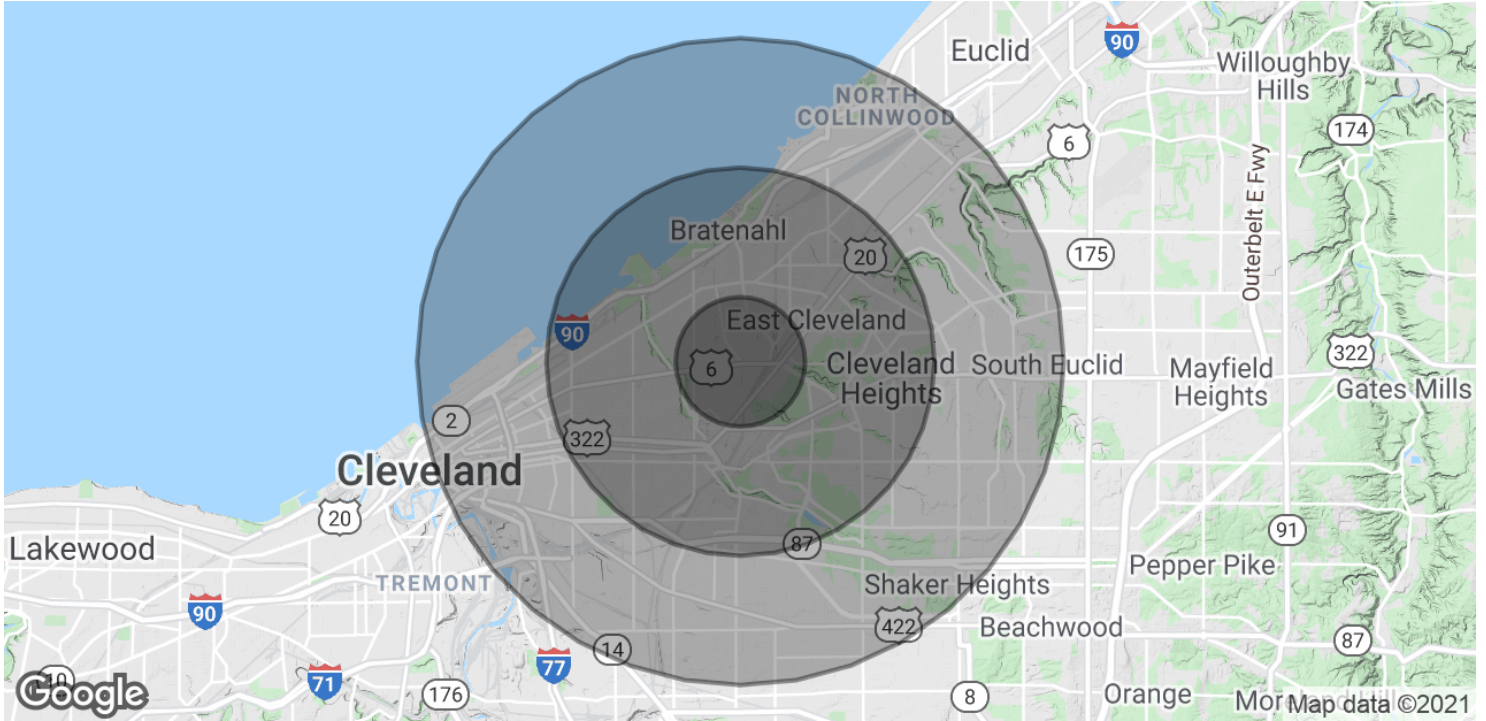 Euclid
90
Willoughby
Hills
NORTH
COLLINWOOD
174
6
Outerbelt E Fwy
Bratenahl
20
175
East Cleveland
90
6
Cleveland
Heights
South Euclid
Mayfield
Heights
322
Gates Mills
2
322
Cleveland
20
91
Lakewood
87
Pepper Pike
TREMONT
Shaker Heights
90
422
Beachwood
87
14
77
71
10
176
8
Orange
Google
Map data ©2021